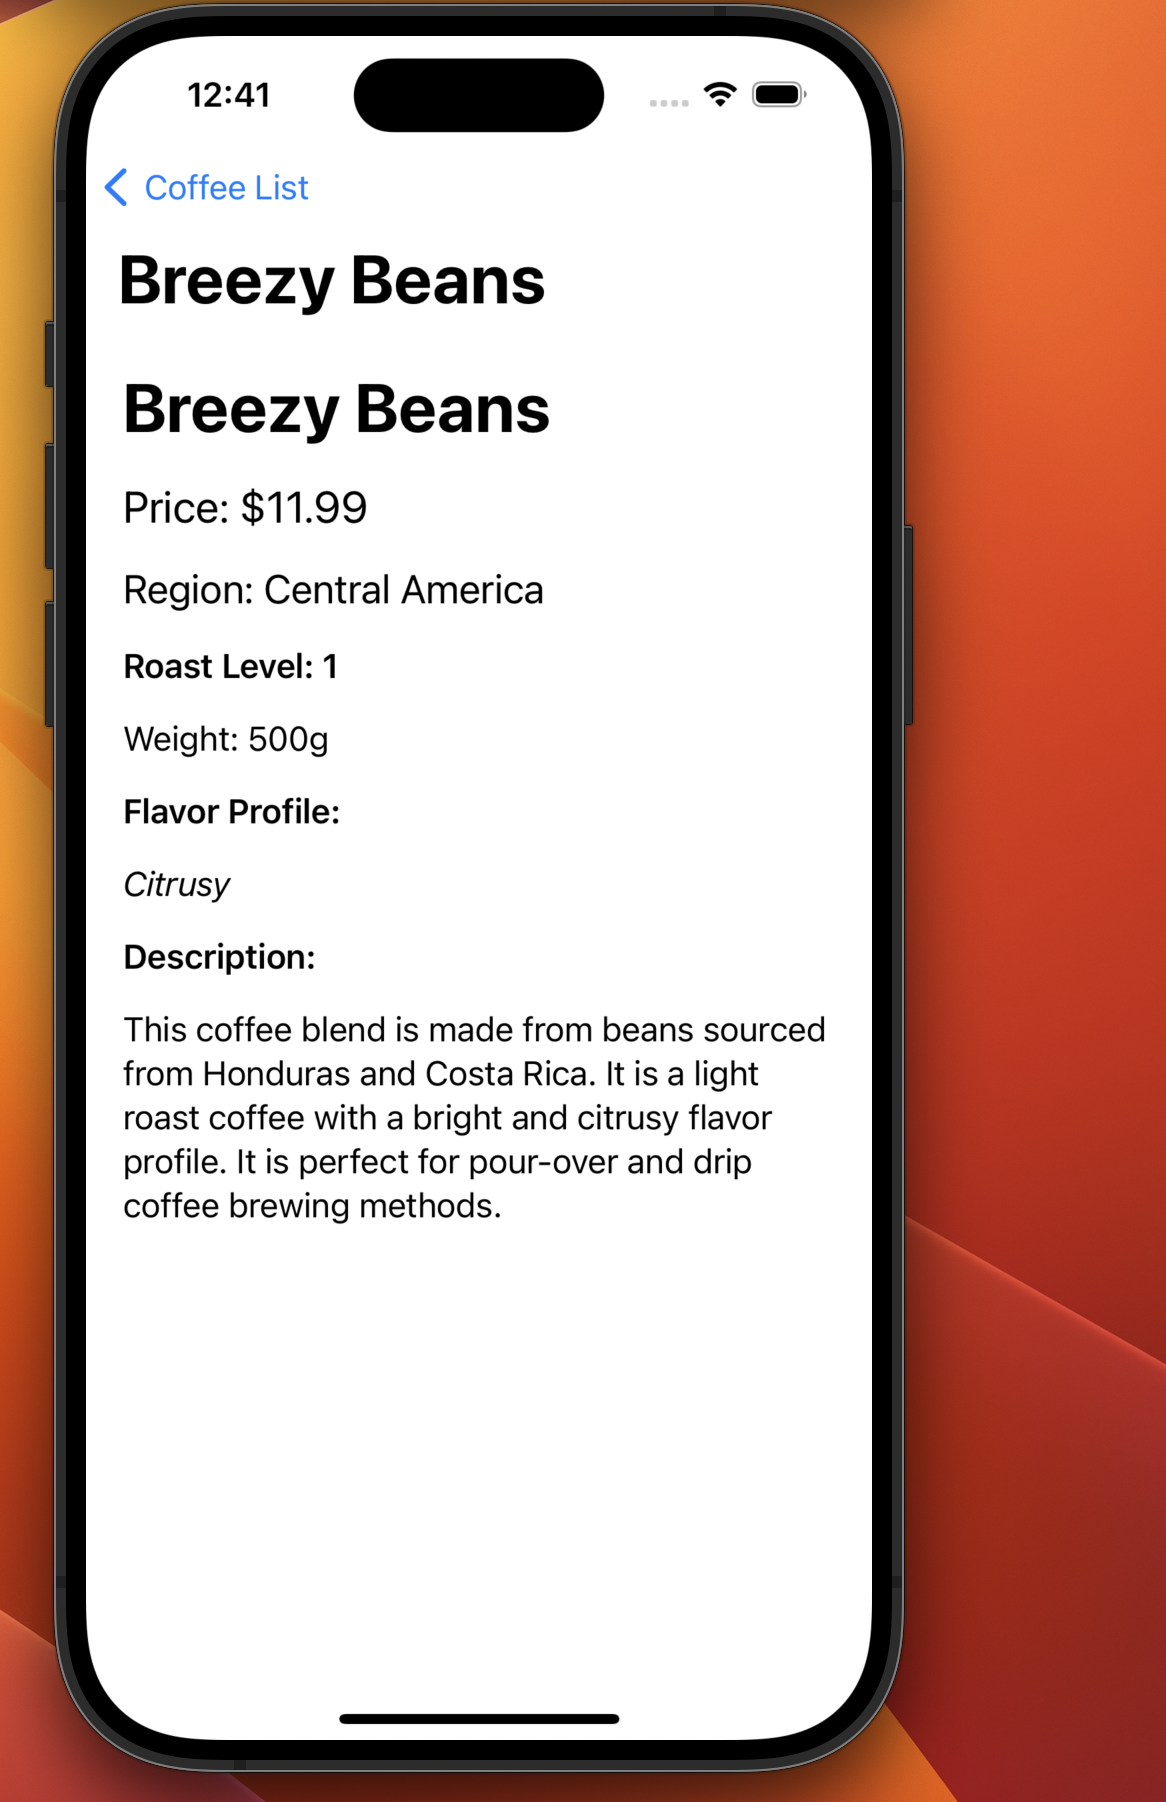 12:41
Coffee List
Breezy Beans
Breezy Beans
Price: $11.99
Region: Central America
Roast Level: 1
Weight: 500g
Flavor Profile:
Citrusy
Description:
This coffee blend is made from beans sourced
from Honduras and Costa Rica. It is a light
roast coffee with a bright and citrusy flavor
profile. It is perfect for pour-over and drip
coffee brewing methods.